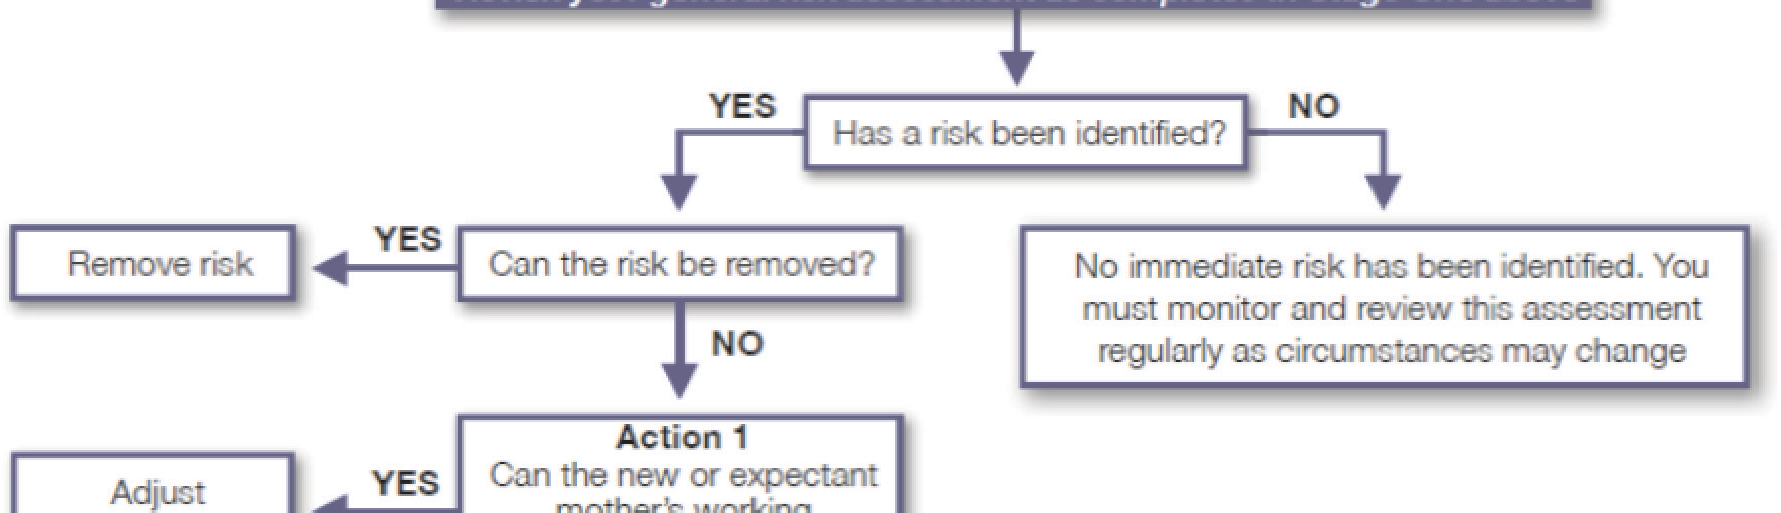 YES
Has a risk been identified?
NO
Remove risk
YES
Can the risk be removed?
No immediate risk has been identified. You
must monitor and review this assessment
regularly as circumstances may change
NO
Action 1
Can the new or expectant
mother's working
Adjust
YES